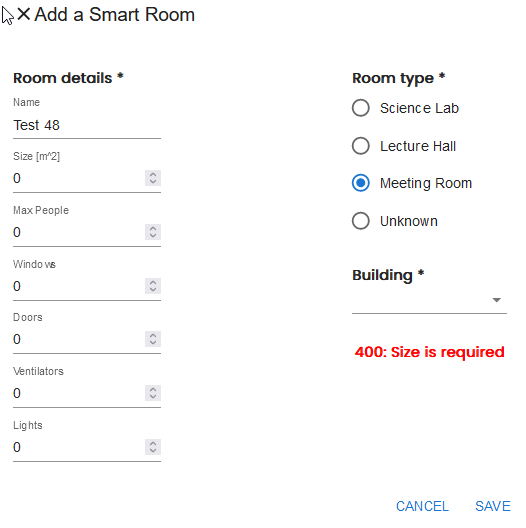 Add a Smart Room
Room details *
Name
Test 48
Size [m^2]
0
Max People
0
Windows
0
Doors
0
Ventilators
0
Lights
0
Room type *
Science Lab
Lecture Hall
Meeting Room
Unknown
Building *
400: Size is required
CANCEL SAVE